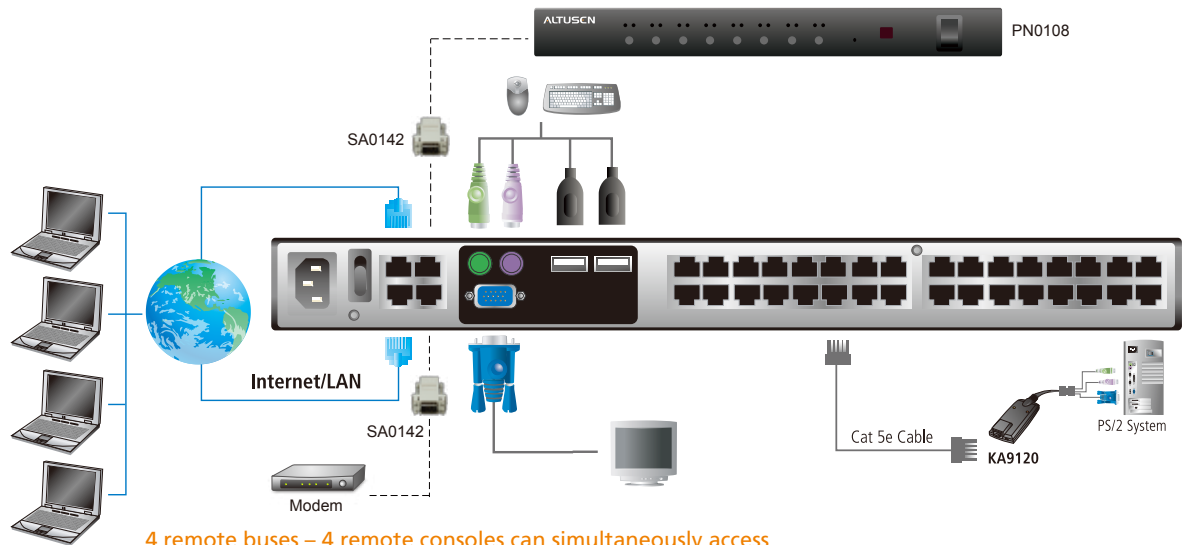 ALTUSCN
PN0108
SA0142
Internet/LAN
SA0142
Modem
Cat 5e Cable
KA9120
PS/2 System
4 remote buses – 4 remote consoles can simultaneously access